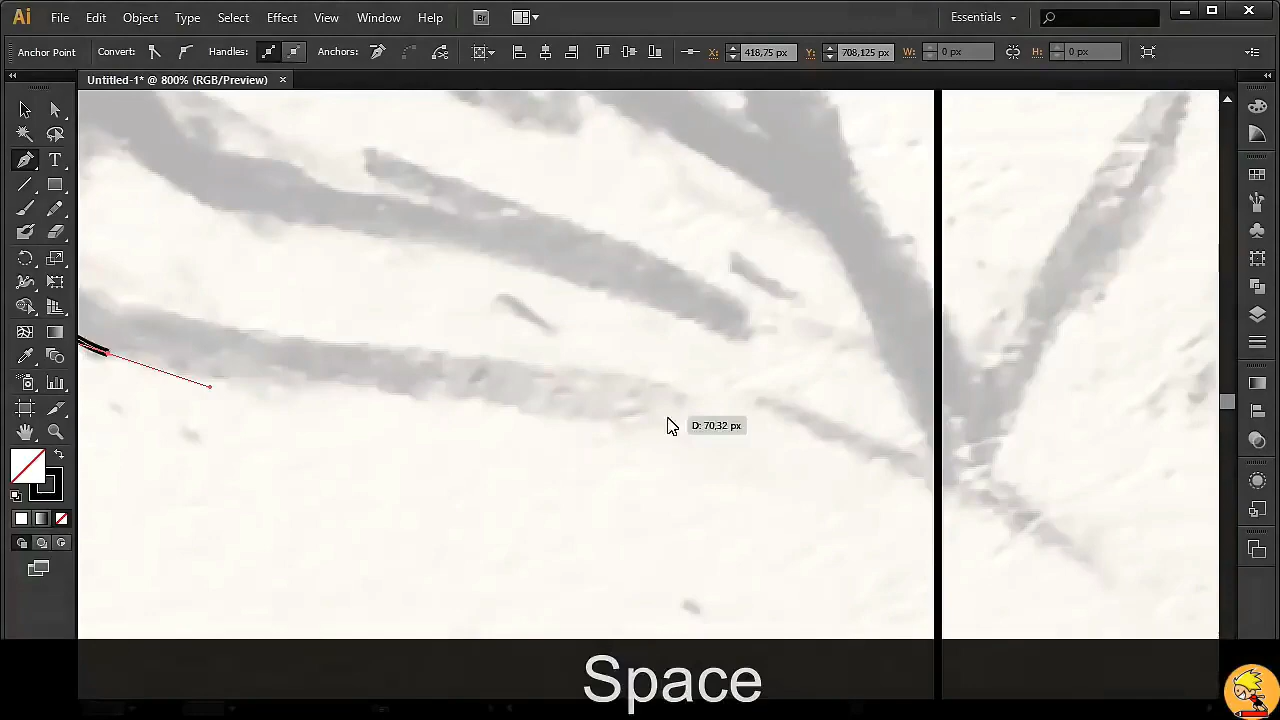 Ai File Edit Object Type Select Effect View Window Help Br Essentials
Anchor Point Convert: Handles: Anchors: X: 418,75 px Y: 708,125 px W: 0 px H: 0 px
Untitled-1* @ 800% (RGB/Preview)
T
D: 70,32 px
Space